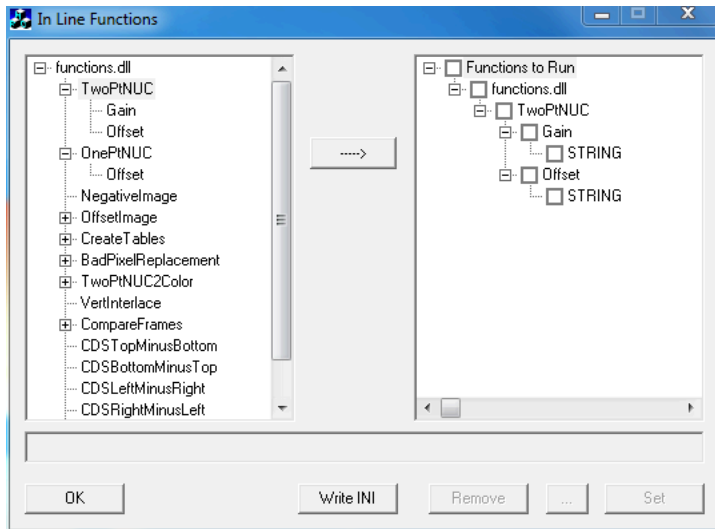 In Line Functions
functions.dll
TwoPtNUC
Gain
Offset
OnePtNUC
Offset
NegativeImage
OffsetImage
CreateTables
BadPixelReplacement
TwoPtNUC2Color
VertInterlace
CompareFrames
CDSTopMinusBottom
CDSBottomMinusTop
CDSLeftMinusRight
CDSRightMinusLeft
----->
Functions to Run
functions.dll
TwoPtNUC
Gain
STRING
Offset
STRING
OK
Write INI
Remove
...
Set